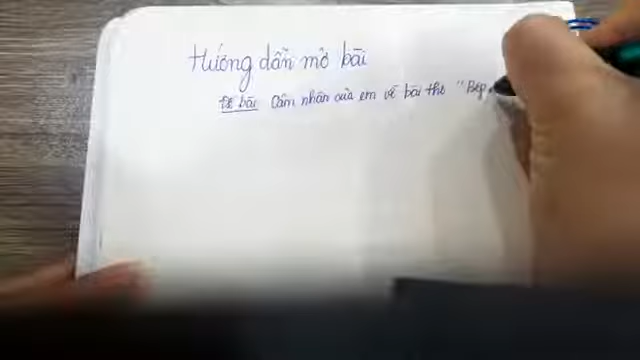 Hướng dẫn mở bài
Đề bài Cảm nhận của em về bài thơ "Bếp